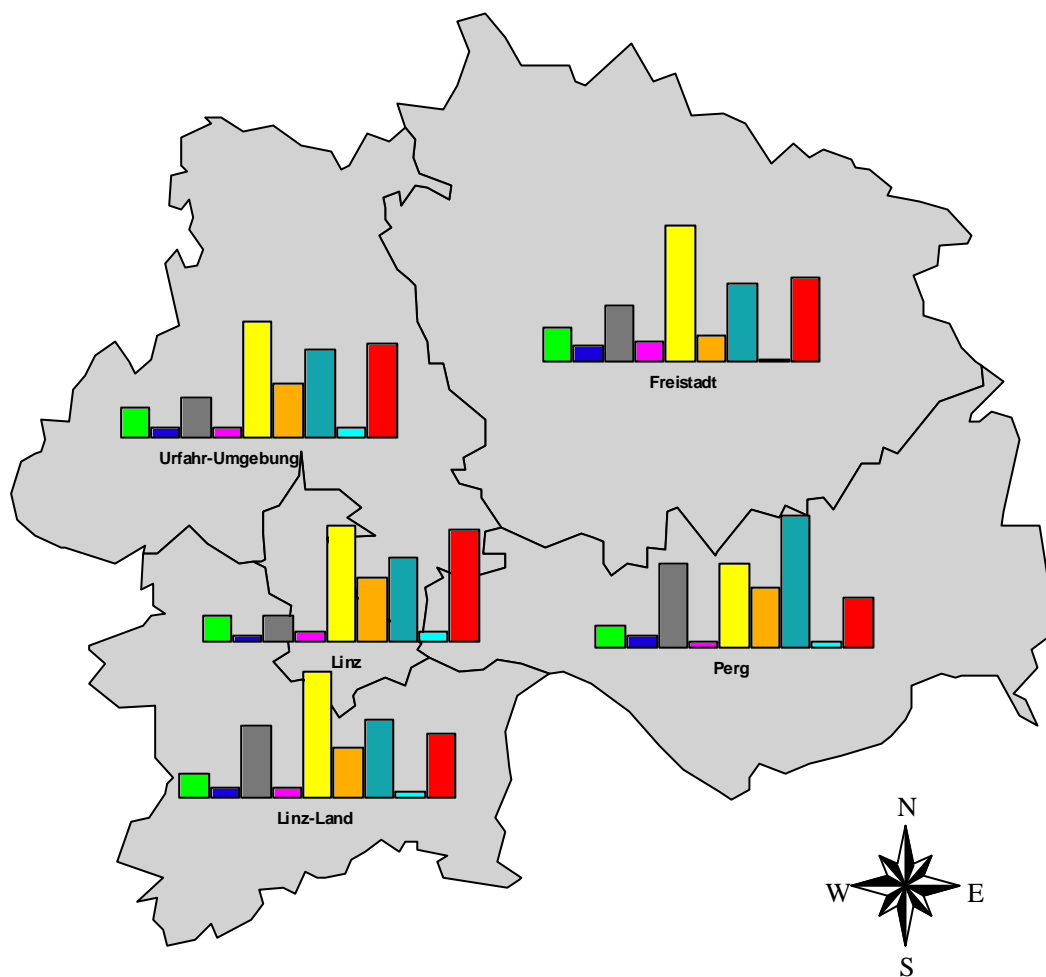 Freistadt
Urfahr-Umgebung
Linz
Perg
Linz-Land
N
W E
S